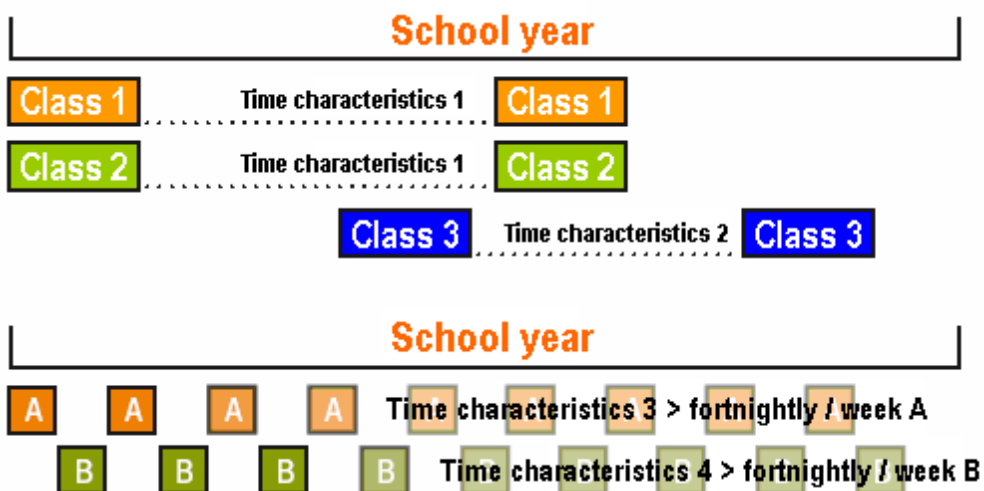 School year
Class 1 Time characteristics 1 Class 1
Class 2 Time characteristics 1 Class 2
Class 3 Time characteristics 2 Class 3
School year
A A A A A A A A A Time characteristics 3 > fortnightly / week A
B B B B B B B B B Time characteristics 4 > fortnightly / week B